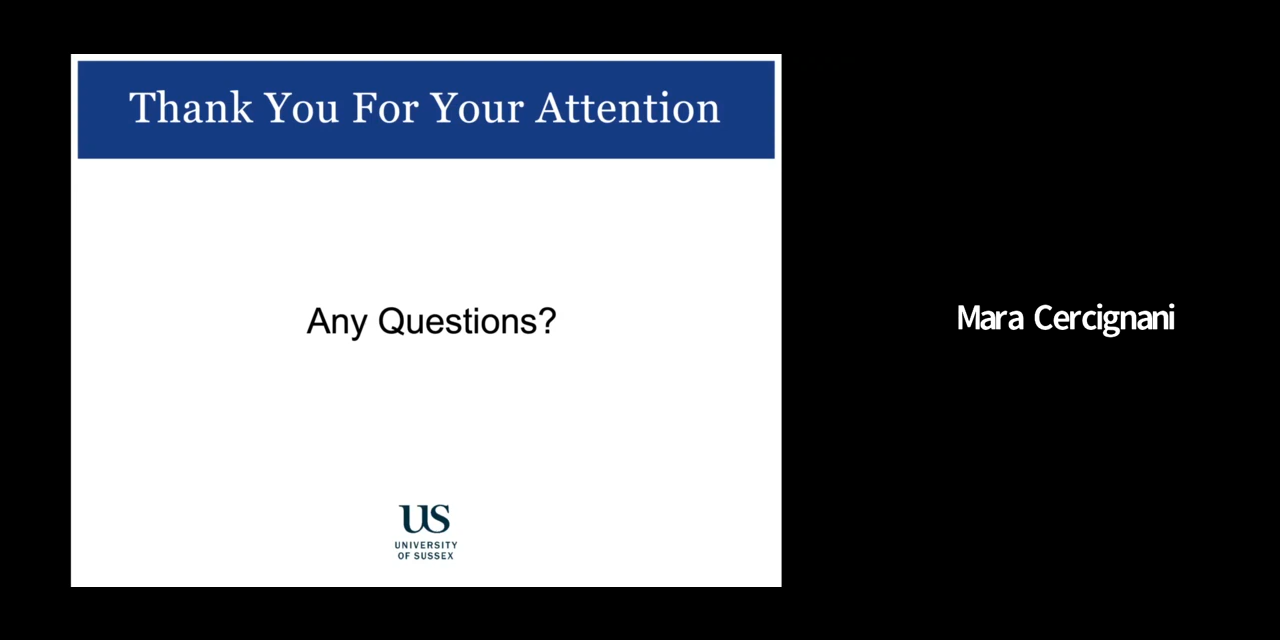 Thank You For Your Attention
Any Questions?
Mara Cercignani
US
UNIVERSITY
OF SUSSEX